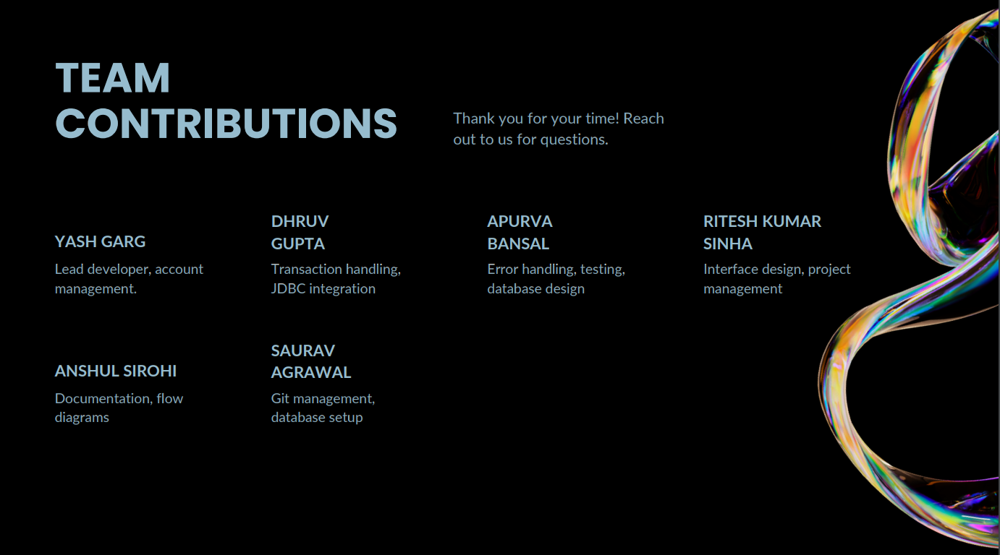 TEAM
CONTRIBUTIONS
Thank you for your time! Reach
out to us for questions.
YASH GARG
Lead developer, account
management.
DHRUV
GUPTA
Transaction handling,
JDBC integration
APURVA
BANSAL
Error handling, testing,
database design
RITESH KUMAR
SINHA
Interface design, project
management
ANSHUL SIROHI
Documentation, flow
diagrams
SAURAV
AGRAWAL
Git management,
database setup